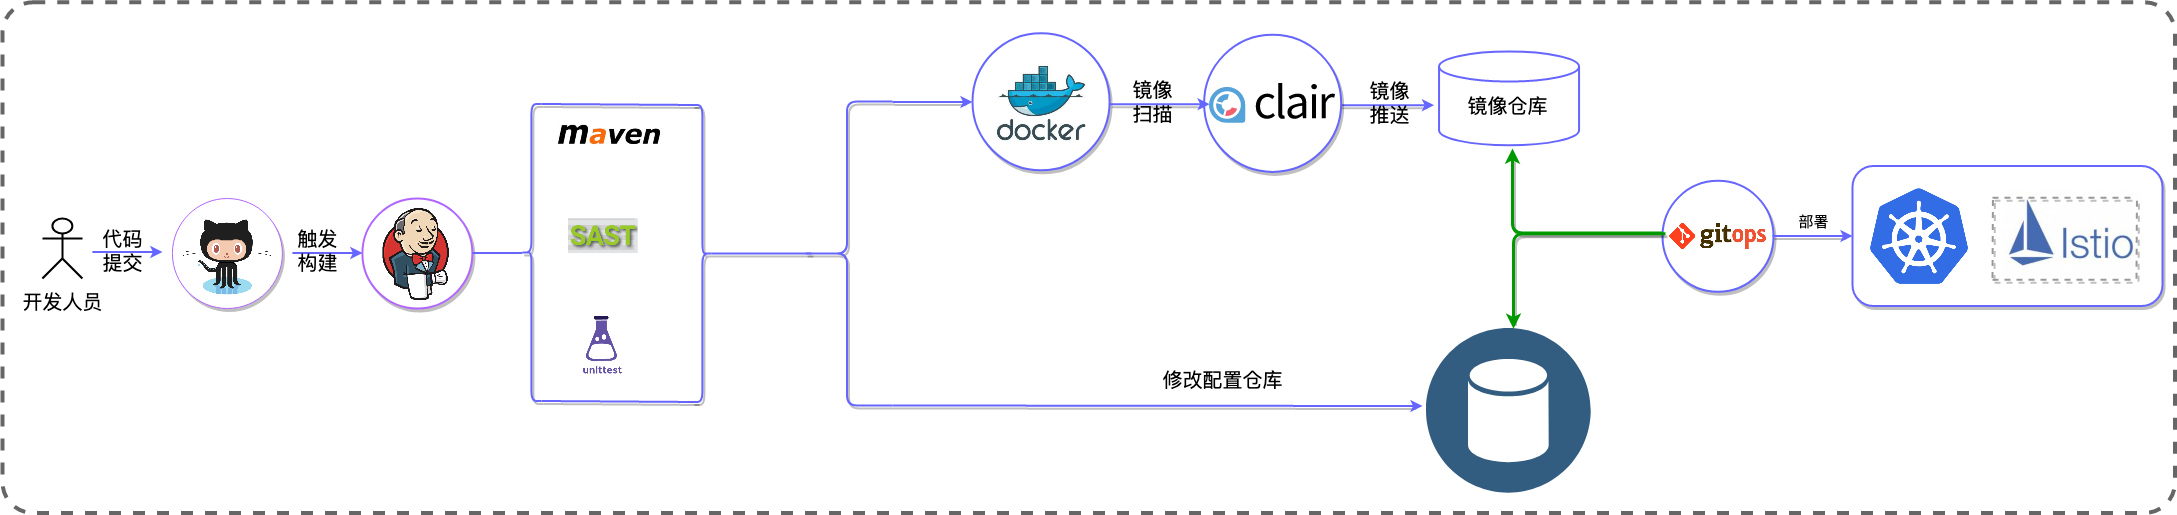 开发人员
代码
提交
触发
构建
maven
SAST
unittest
docker
镜像
扫描
clair
镜像
推送
镜像仓库
修改配置仓库
gitops
部署
Istio